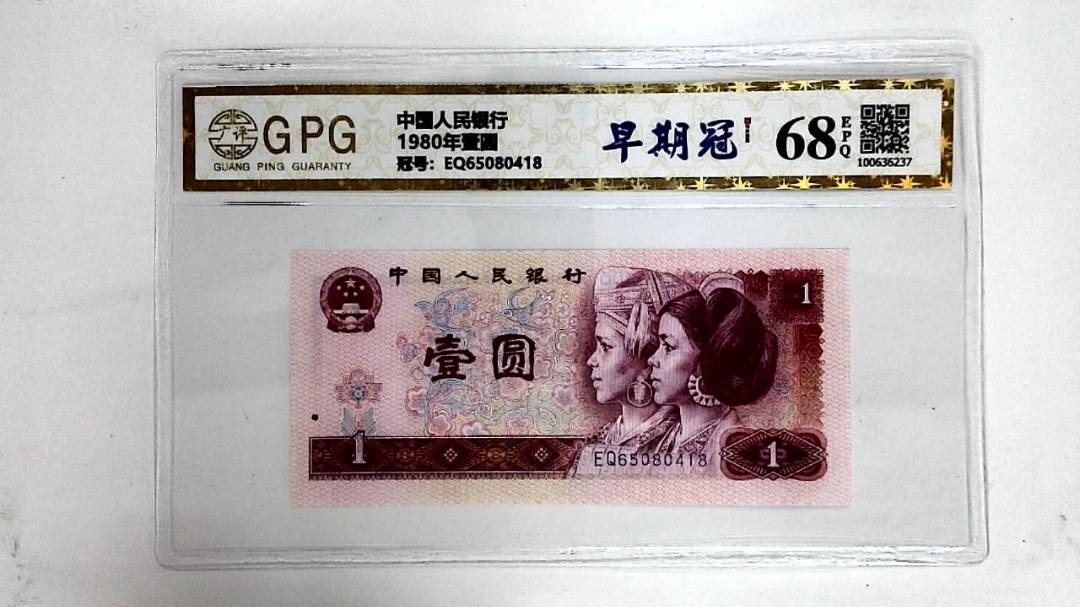 GPG
GUANG PING GUARANTY
中国人民银行
1980年壹圆
冠号：EQ65080418
早期冠
68
EPQ
100636237
中国人民银行
1
壹圆
1
EQ65080418
1